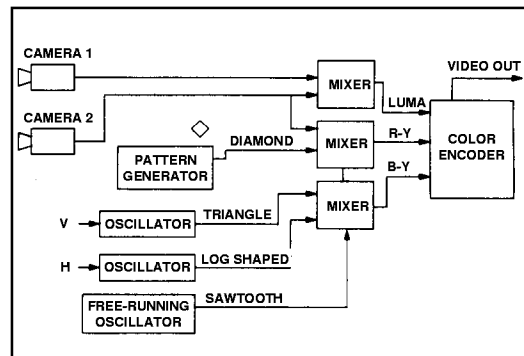 CAMERA 1
VIDEO OUT
MIXER
CAMERA 2
LUMA
R-Y
COLOR
ENCODER
DIAMOND
MIXER
PATTERN
GENERATOR
B-Y
MIXER
V
OSCILLATOR
TRIANGLE
H
OSCILLATOR
LOG SHAPED
FREE-RUNNING
OSCILLATOR
SAWTOOTH